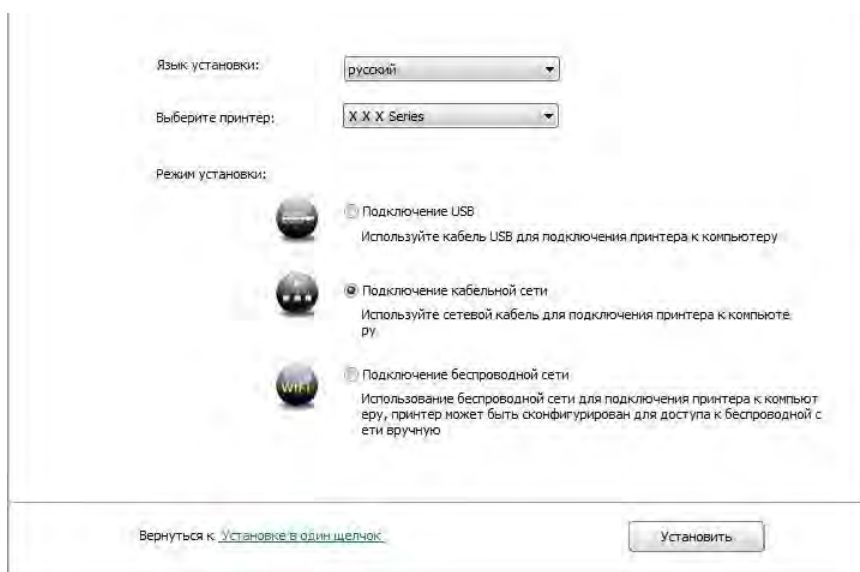 Язык установки:
русский
Выберите принтер:
X X X Series
Режим установки:
Подключение USB
Используйте кабель USB для подключения принтера к компьютеру
Подключение кабельной сети
Используйте сетевой кабель для подключения принтера к компьюте
ру
WiFi
Подключение беспроводной сети
Использование беспроводной сети для подключения принтера к компьют
еру, принтер может быть сконфигурирован для доступа к беспроводной с
ети вручную
Вернуться к Установке в один щелчок
Установить